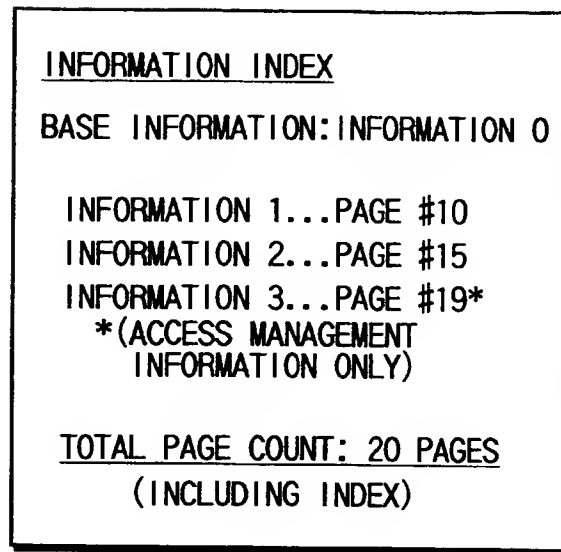 INFORMATION INDEX
BASE INFORMATION:INFORMATION 0
INFORMATION 1...PAGE #10
INFORMATION 2...PAGE #15
INFORMATION 3...PAGE #19*
*(ACCESS MANAGEMENT
INFORMATION ONLY)
TOTAL PAGE COUNT: 20 PAGES
(INCLUDING INDEX)